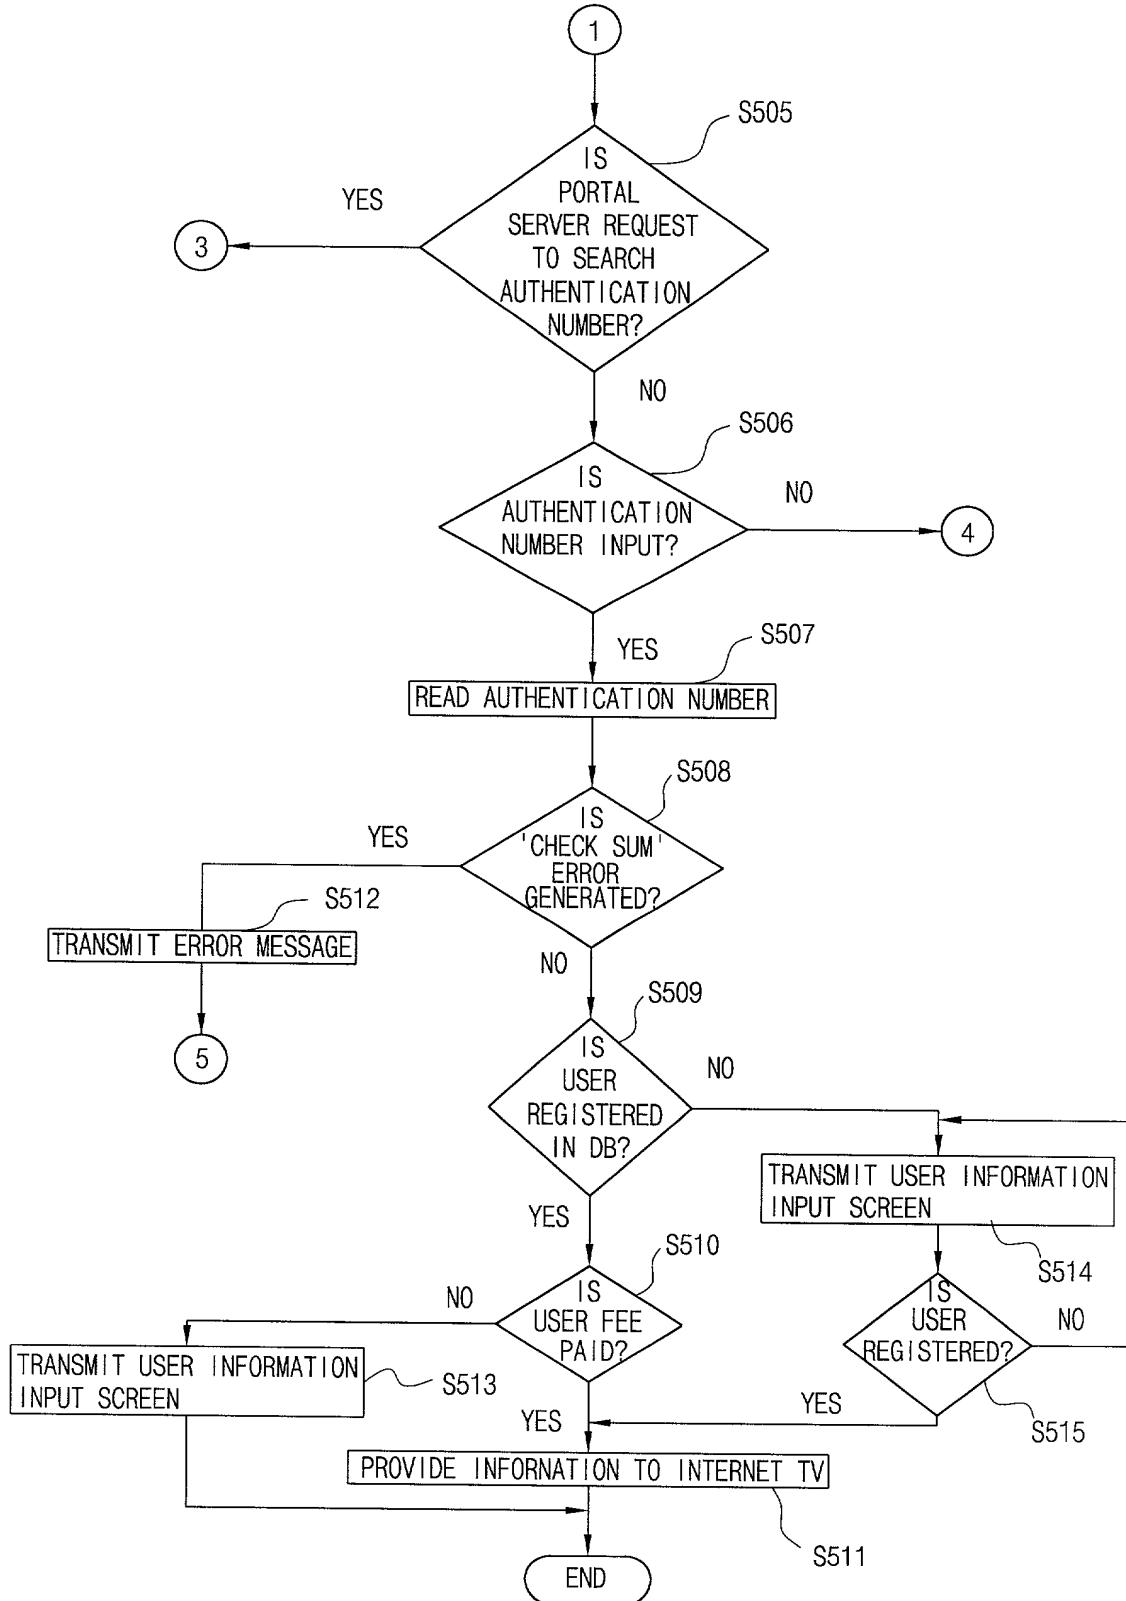 1
S505
IS
PORTAL
SERVER REQUEST
TO SEARCH
AUTHENTICATION
NUMBER?
YES
3
NO
S506
IS
AUTHENTICATION
NUMBER INPUT?
NO
4
YES
S507
READ AUTHENTICATION NUMBER
S508
IS
'CHECK SUM'
ERROR
GENERATED?
YES
S512
TRANSMIT ERROR MESSAGE
5
NO
S509
IS
USER
REGISTERED
IN DB?
NO
TRANSMIT USER INFORMATION
INPUT SCREEN
S514
YES
S510
IS
USER FEE
PAID?
NO
TRANSMIT USER INFORMATION
INPUT SCREEN
S513
IS
USER
REGISTERED?
NO
S515
YES
YES
PROVIDE INFORNATION TO INTERNET TV
S511
END